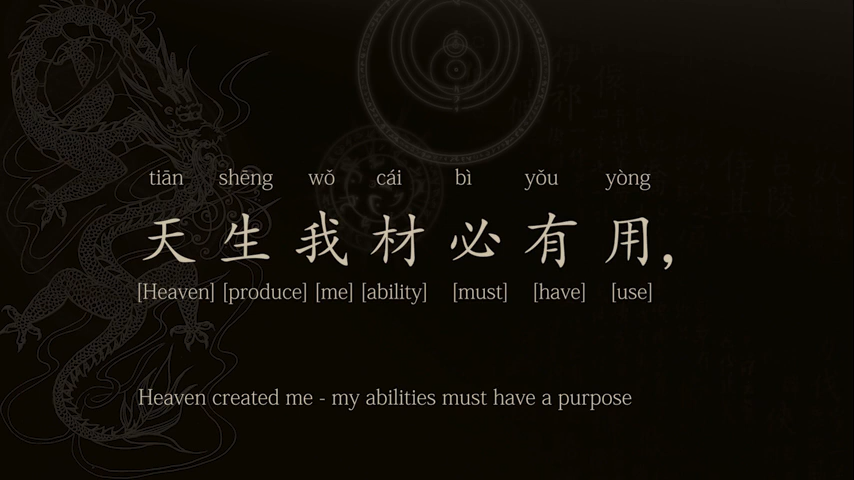 tiān shēng wǒ cái bì yǒu yòng
天生我材必有用，
[Heaven] [produce] [me] [ability] [must] [have] [use]
Heaven created me - my abilities must have a purpose